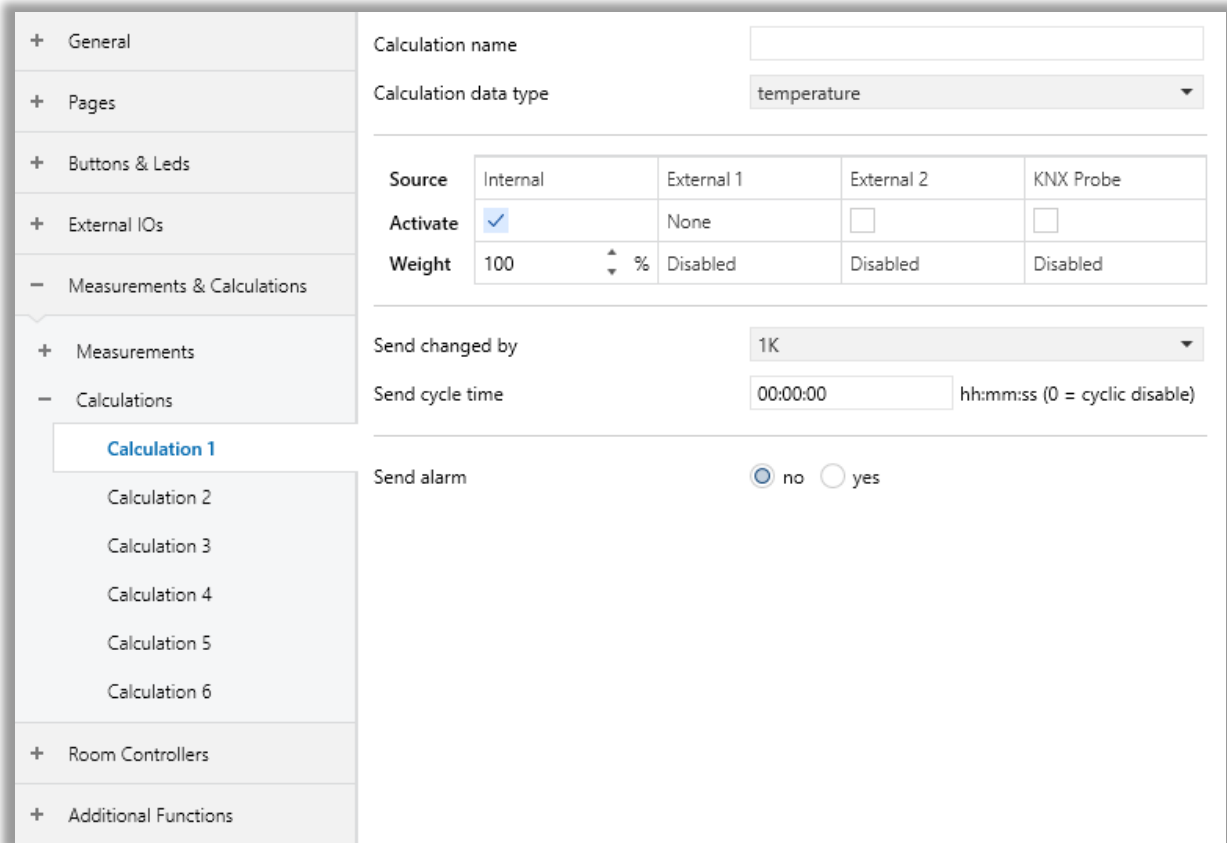 General
Pages
Buttons & Leds
External IOs
Measurements & Calculations
Measurements
Calculations
Calculation 1
Calculation 2
Calculation 3
Calculation 4
Calculation 5
Calculation 6
Room Controllers
Additional Functions
Calculation name
Calculation data type temperature
Source Internal External 1 External 2 KNX Probe
Activate None
Weight 100 % Disabled Disabled Disabled
Send changed by 1K
Send cycle time 00:00:00 hh:mm:ss (0 = cyclic disable)
Send alarm no yes